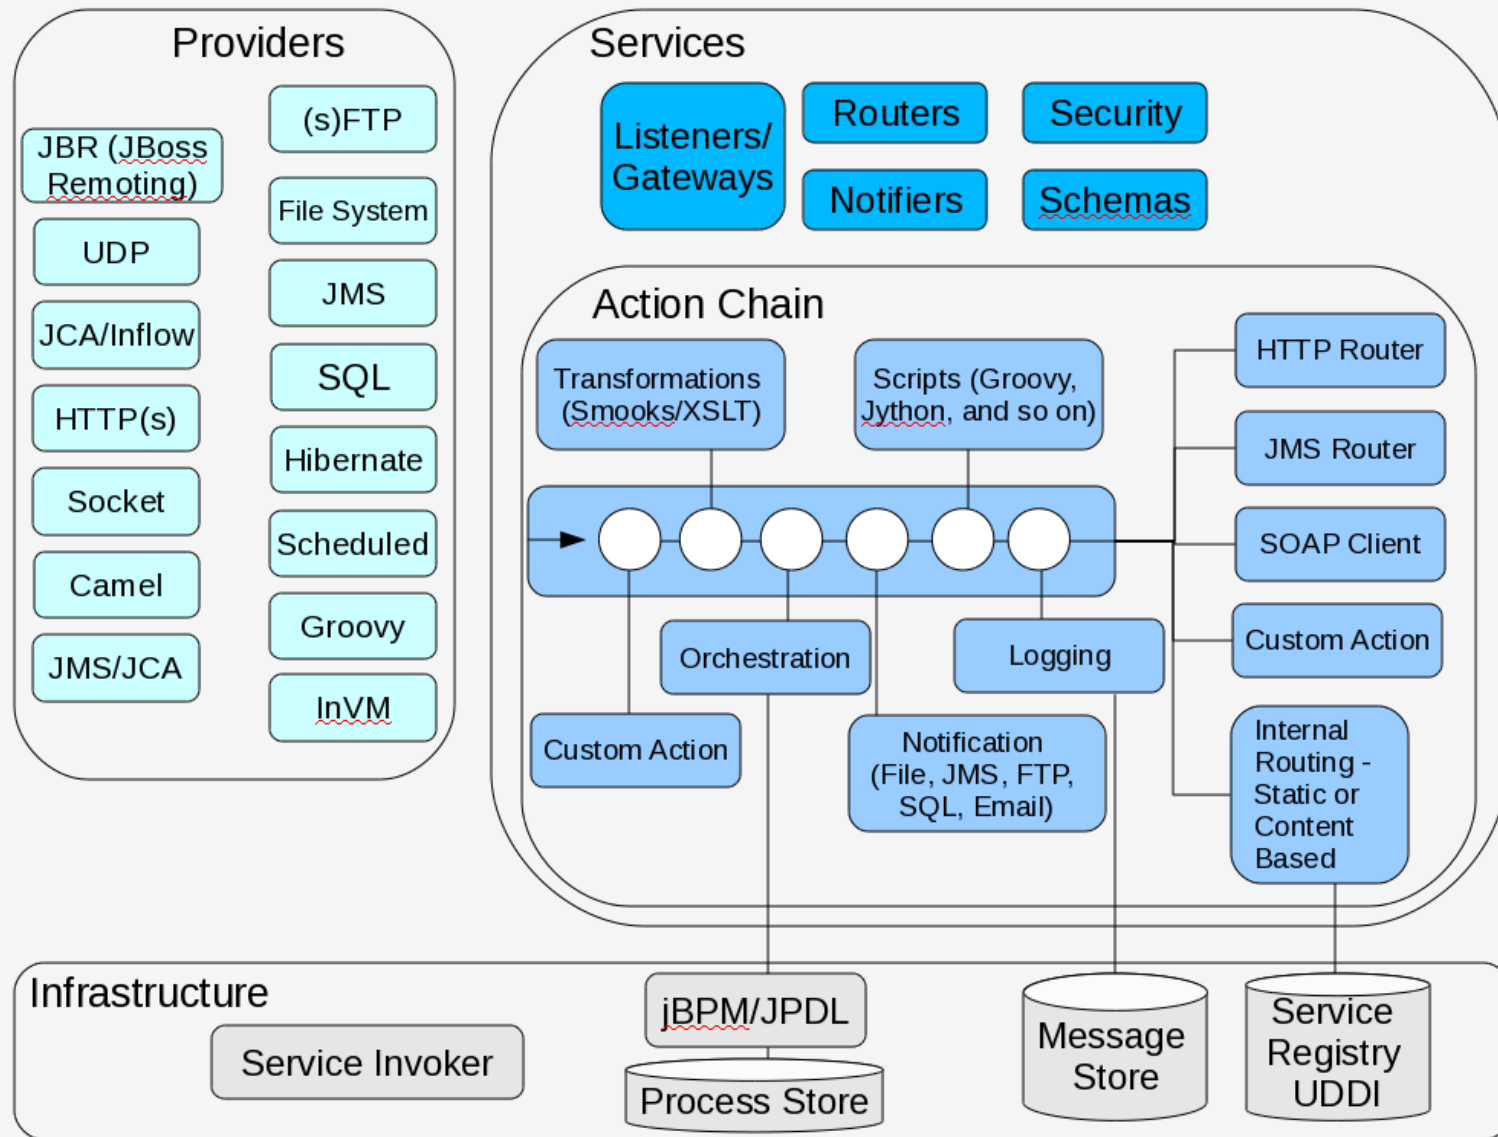 Providers
JBR (JBoss
Remoting)
UDP
JCA/Inflow
HTTP(s)
Socket
Camel
JMS/JCA
(s)FTP
File System
JMS
SQL
Hibernate
Scheduled
Groovy
InVM
Services
Listeners/
Gateways
Routers
Security
Notifiers
Schemas
Action Chain
Transformations
(Smooks/XSLT)
Scripts (Groovy,
Jython, and so on)
Orchestration
Logging
Custom Action
Notification
(File, JMS, FTP,
SQL, Email)
HTTP Router
JMS Router
SOAP Client
Custom Action
Internal
Routing -
Static or
Content
Based
Infrastructure
Service Invoker
jBPM/JPDL
Process Store
Message
Store
Service
Registry
UDDI